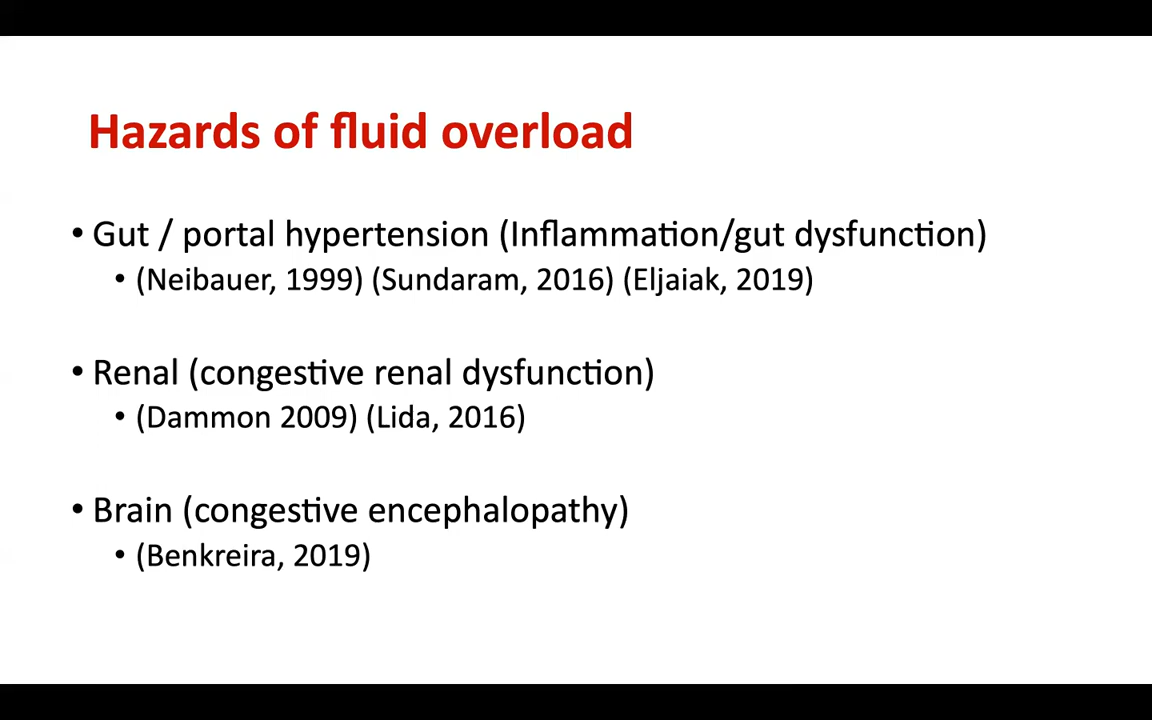 Hazards of fluid overload
• Gut / portal hypertension (Inflammation/gut dysfunction)
• (Neibauer, 1999) (Sundaram, 2016) (Eljaiak, 2019)
• Renal (congestive renal dysfunction)
• (Dammon 2009) (Lida, 2016)
• Brain (congestive encephalopathy)
• (Benkreira, 2019)